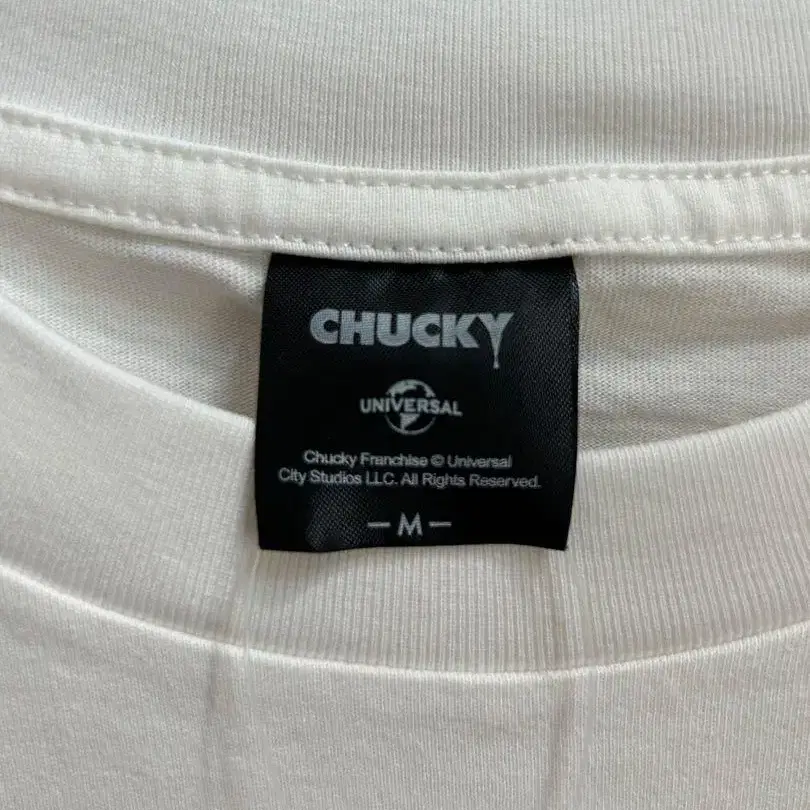 CHUCKY
UNIVERSAL
Chucky Franchise © Universal
City Studios LLC. All Rights Reserved.
— M —